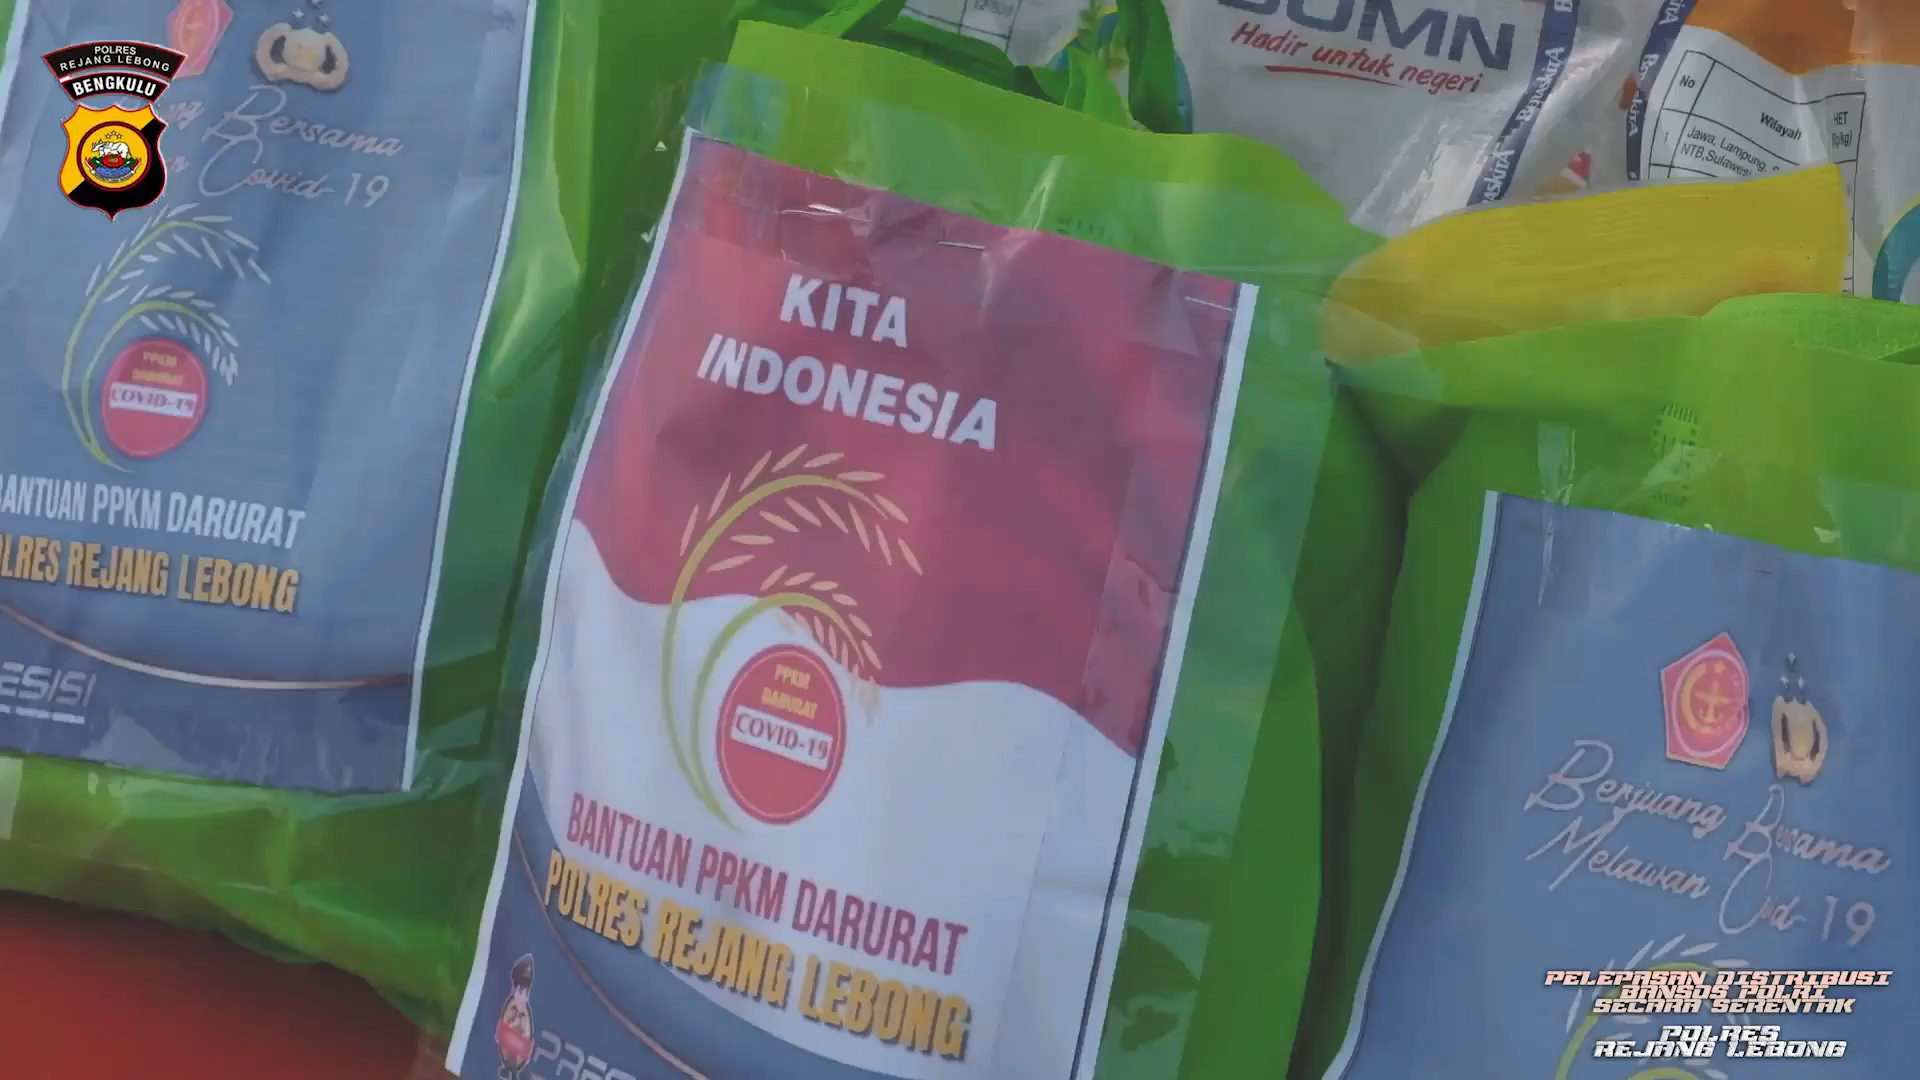 POLRES
REJANG LEBONG
BENGKULU
Bersama
Covid-19
PPKM
DARURAT
COVID-19
BANTUAN PPKM DARURAT
REJANG LEBONG
KITA
INDONESIA
PPKM
DARURAT
COVID-19
BANTUAN PPKM DARURAT
POLRES REJANG LEBONG
BUMN
Hadir untuk negeri
No
Wilayah
HET
1
Jawa, Lampung,
NTB,Sulawesi
Berjuang Bersama
Melawan
19
PELEPASAN DISTRIBUSI
BANSOS POLRI
SECARA SERENTAK
POLRES
REJANG LEBONG